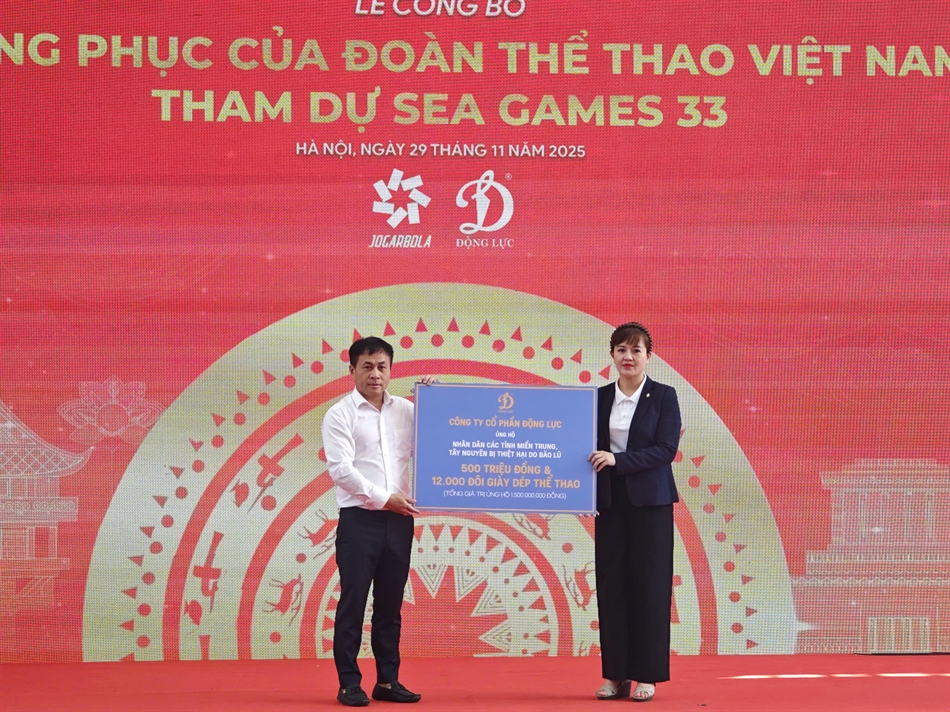 LỄ CÔNG BỐ
NG PHỤC CỦA ĐOÀN THỂ THAO VIỆT NAM
THAM DỰ SEA GAMES 33
HÀ NỘI, NGÀY 29 THÁNG 11 NĂM 2025
JOGARBOLA
ĐỘNG LỰC
CÔNG TY CỔ PHẦN ĐỘNG LỰC
ỦNG HỘ
NHÂN DÂN CÁC TỈNH MIỀN TRUNG,
TÂY NGUYÊN BỊ THIỆT HẠI DO BÃO LŨ
500 TRIỆU ĐỒNG &
12.000 ĐÔI GIÀY DÉP THỂ THAO
(TỔNG GIÁ TRỊ ỦNG HỘ 1.500.000.000 ĐỒNG)